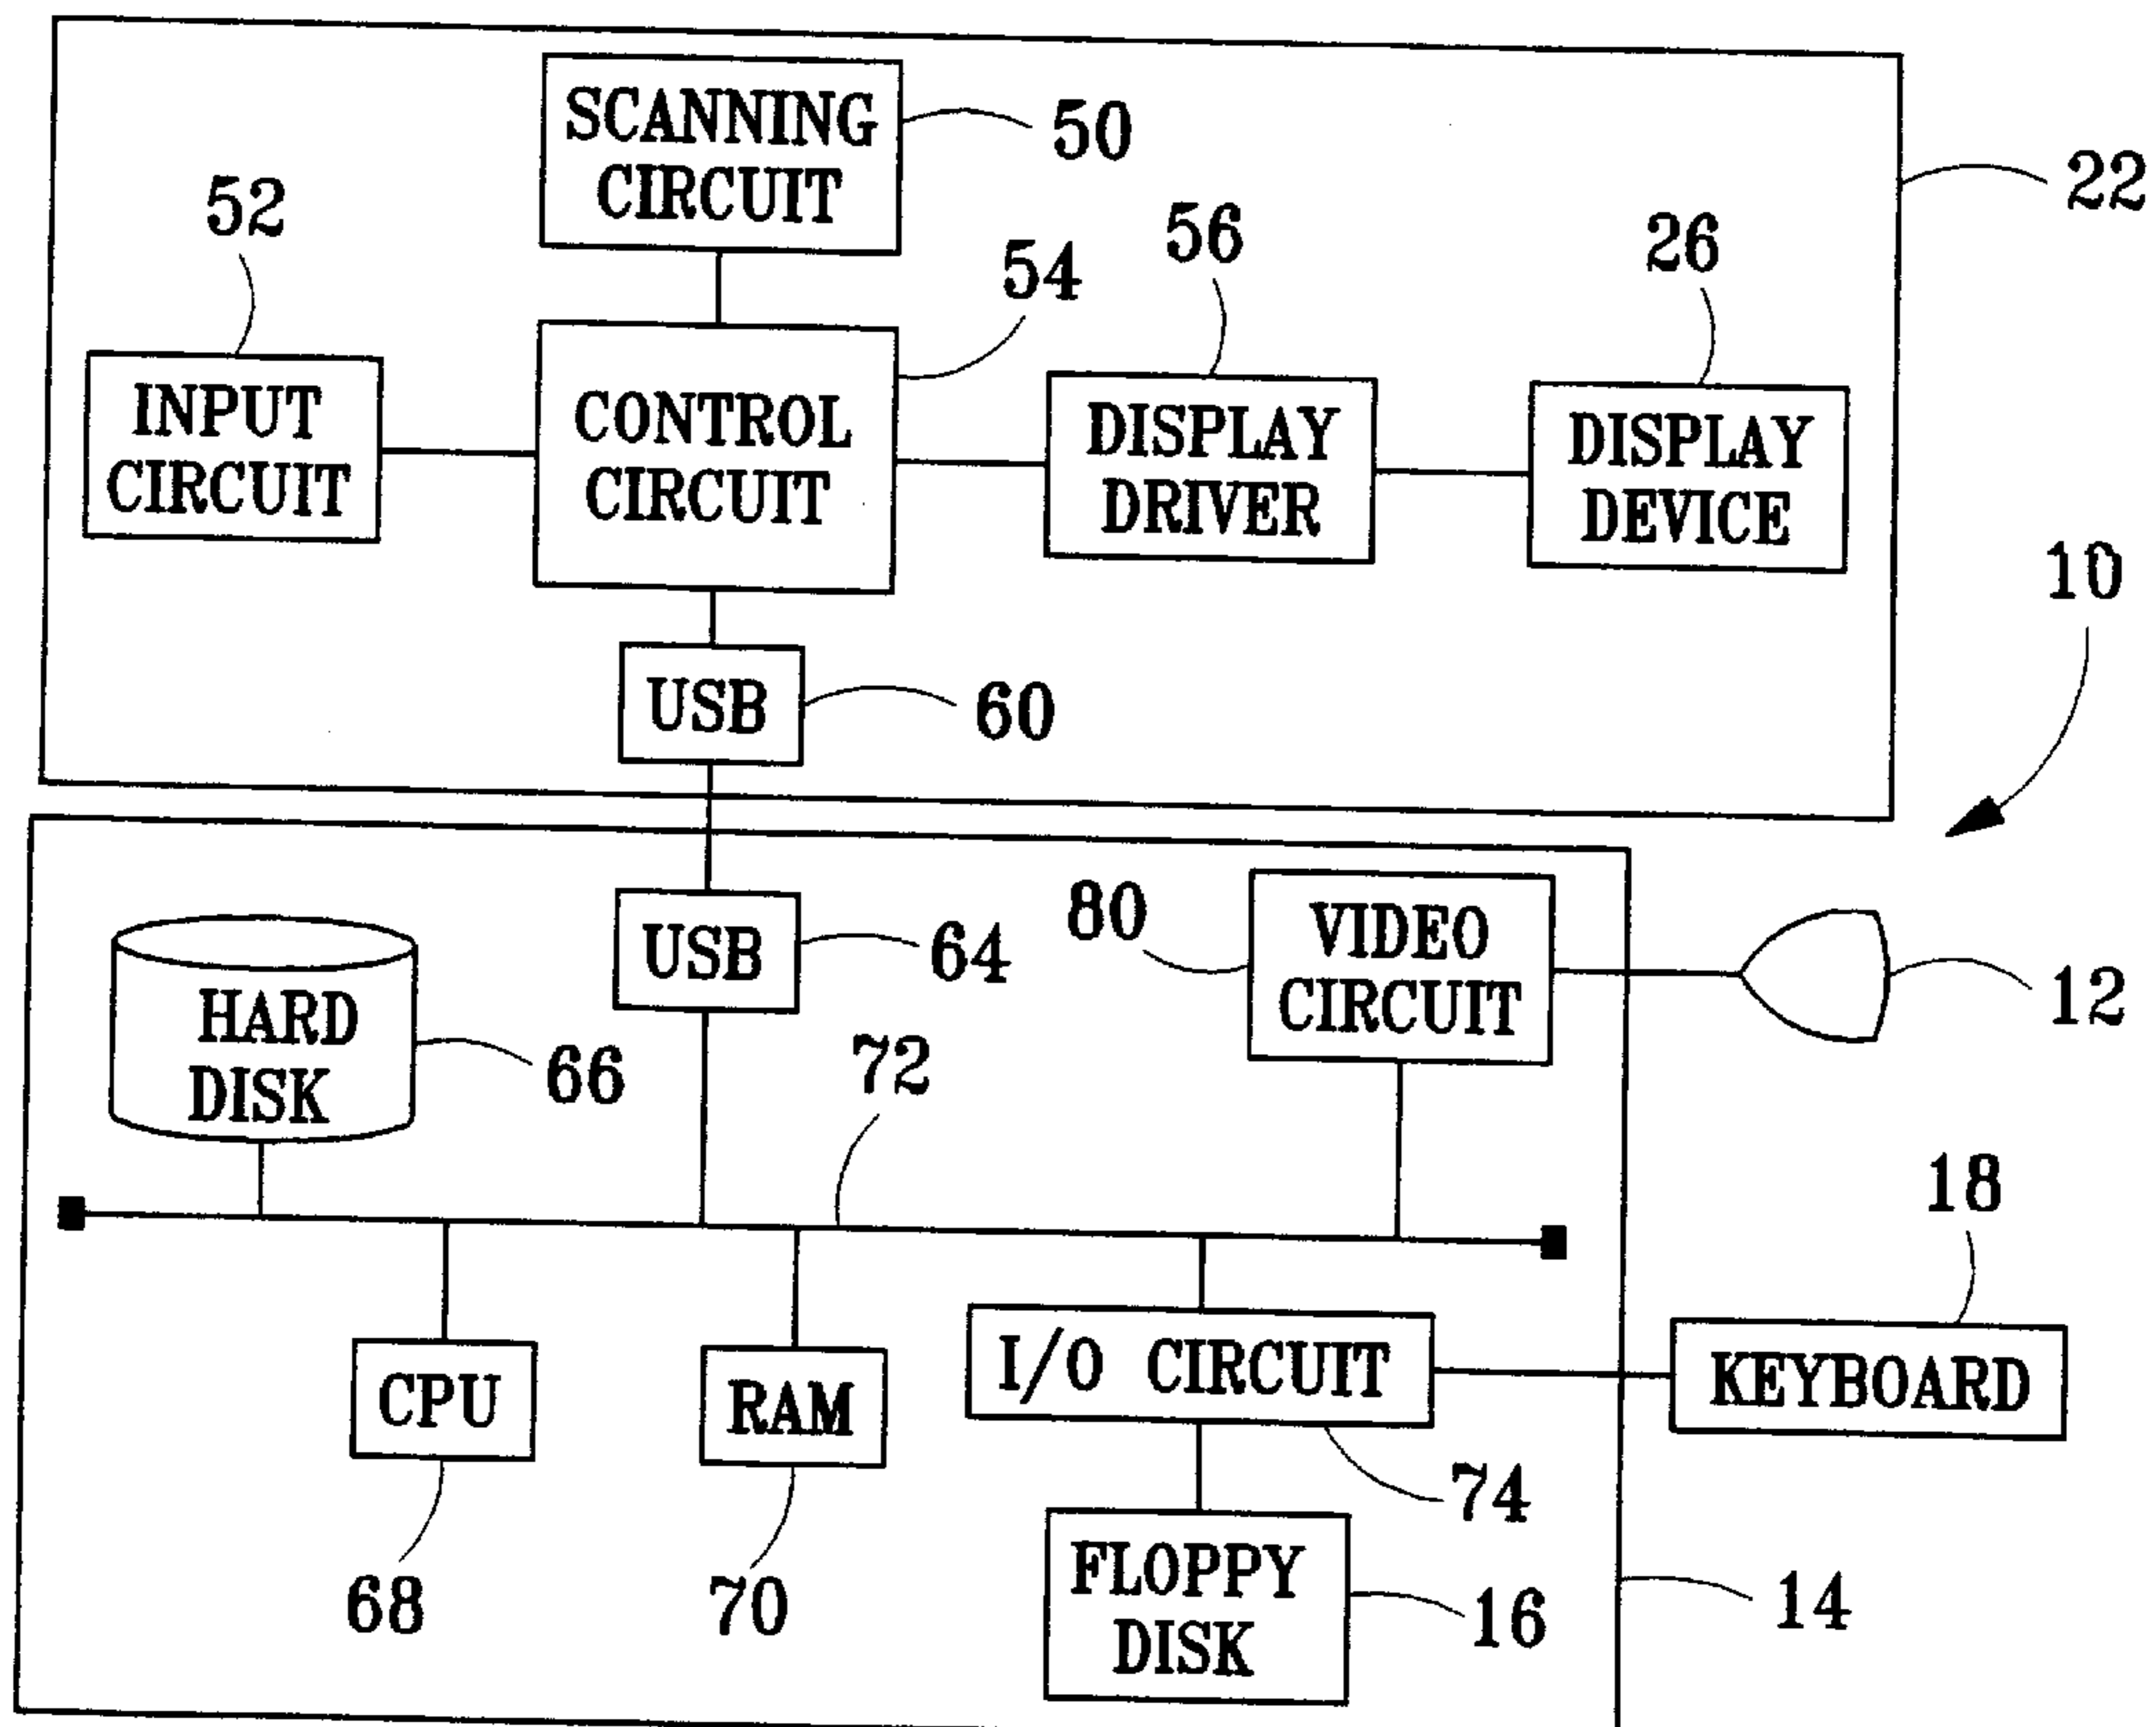 SCANNING
CIRCUIT
50
22
52
54
56
26
INPUT
CIRCUIT
CONTROL
CIRCUIT
DISPLAY
DRIVER
DISPLAY
DEVICE
10
USB
60
USB
64
80
VIDEO
CIRCUIT
12
HARD
DISK
66
72
18
I/O CIRCUIT
KEYBOARD
CPU
RAM
74
68
70
FLOPPY
DISK
16
14